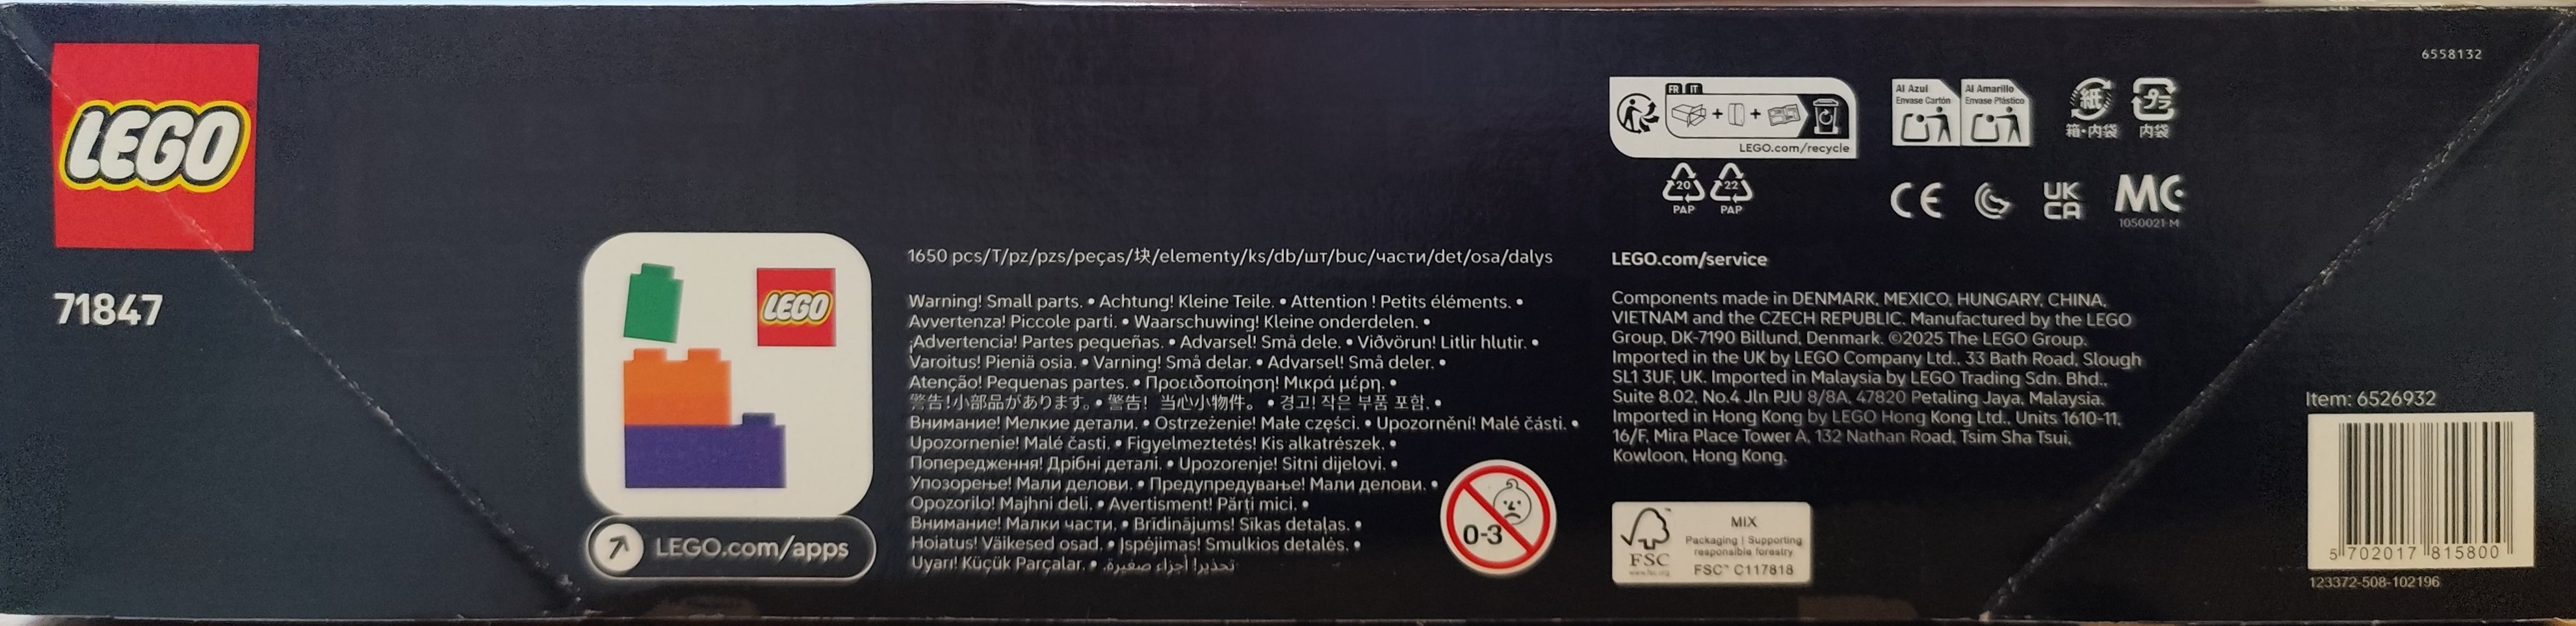 LEGO
71847
LEGO
LEGO.com/apps
1650 pcs/T/pz/pzs/peças/块/elementy/ks/db/шт/buc/части/det/osa/dalys
Warning! Small parts. • Achtung! Kleine Teile. • Attention ! Petits éléments. •
Avvertenza! Piccole parti. • Waarschuwing! Kleine onderdelen. •
¡Advertencia! Partes pequeñas. • Advarsel! Små dele. • Viðvörun! Litlir hlutir. •
Varoitus! Pieniä osia. • Varning! Små delar. • Advarsel! Små deler. •
Atenção! Pequenas partes. • Προειδοποίηση! Μικρά μέρη. •
警告!小部品があります。• 警告! 当心小物件。 • 경고! 작은 부품 포함. •
Внимание! Мелкие детали. • Ostrzeżenie! Małe części. • Upozornění! Malé části. •
Upozornenie! Malé časti. • Figyelmeztetés! Kis alkatrészek. •
Попередження! Дрібні деталі. • Upozorenje! Sitni dijelovi. •
Упозорење! Мали делови. • Предупредување! Мали делови. •
Opozorilo! Majhni deli. • Avertisment! Părți mici. •
Внимание! Малки части. • Brīdinājums! Sīkas detaļas. •
Hoiatus! Väikesed osad. • Įspėjimas! Smulkios detalės. •
Uyarı! Küçük Parçalar. • تحذير! أجزاء صغيرة.
0-3
FR IT
LEGO.com/recycle
20 PAP
22 PAP
Al Azul
Envase Cartón
Al Amarillo
Envase Plástico
紙
箱・内袋
プラ
内袋
CE
UK
CA
MC
1050021-M
LEGO.com/service
Components made in DENMARK, MEXICO, HUNGARY, CHINA,
VIETNAM and the CZECH REPUBLIC. Manufactured by the LEGO
Group, DK-7190 Billund, Denmark. ©2025 The LEGO Group.
Imported in the UK by LEGO Company Ltd., 33 Bath Road, Slough
SL1 3UF, UK. Imported in Malaysia by LEGO Trading Sdn. Bhd.,
Suite 8.02, No.4 Jln PJU 8/8A, 47820 Petaling Jaya, Malaysia.
Imported in Hong Kong by LEGO Hong Kong Ltd., Units 1610-11,
16/F, Mira Place Tower A, 132 Nathan Road, Tsim Sha Tsui,
Kowloon, Hong Kong.
FSC
www.fsc.org
MIX
Packaging | Supporting
responsible forestry
FSC™ C117818
6558132
Item: 6526932
5 702017 815800
123372-508-102196